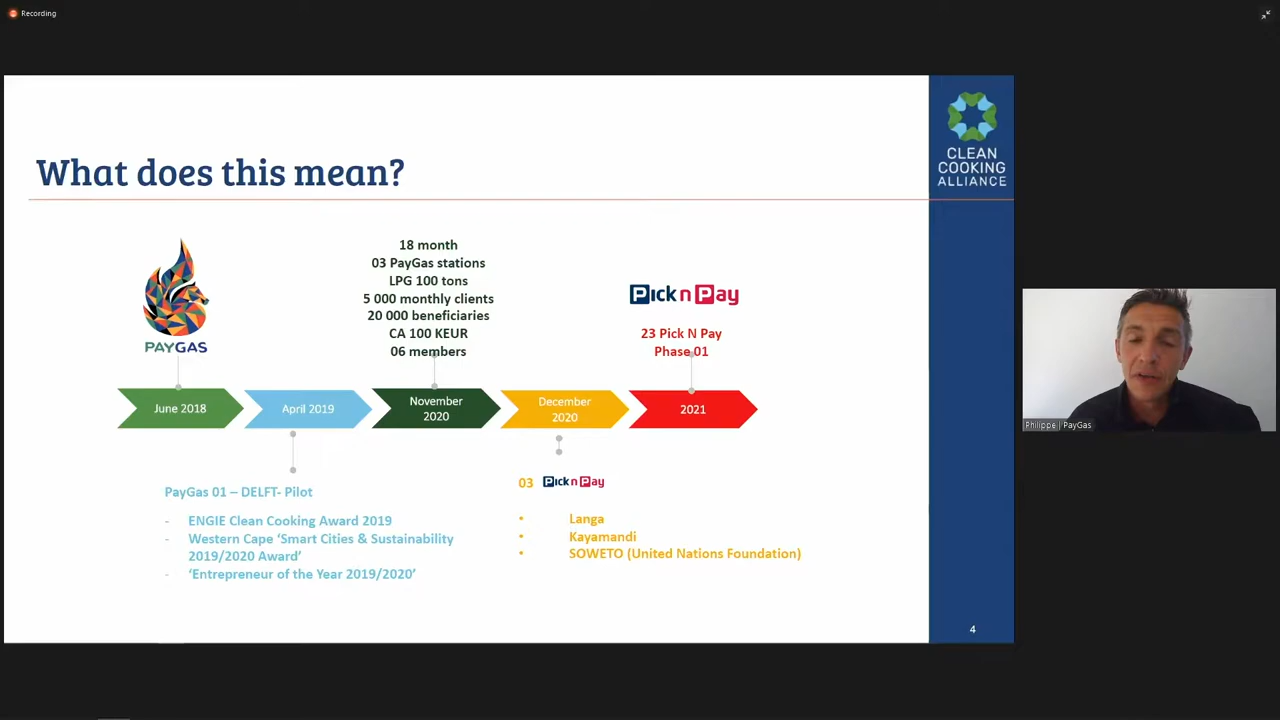 Recording
What does this mean?
CLEAN
COOKING
ALLIANCE
PAYGAS
18 month
03 PayGas stations
LPG 100 tons
5 000 monthly clients
20 000 beneficiaries
CA 100 KEUR
06 members
Pick n Pay
23 Pick N Pay
Phase 01
June 2018
April 2019
November
2020
December
2020
2021
PayGas 01 – DELFT- Pilot
- ENGIE Clean Cooking Award 2019
- Western Cape ‘Smart Cities & Sustainability
2019/2020 Award’
- ‘Entrepreneur of the Year 2019/2020’
03 Pick n Pay
• Langa
• Kayamandi
• SOWETO (United Nations Foundation)
4
Philippe | PayGas